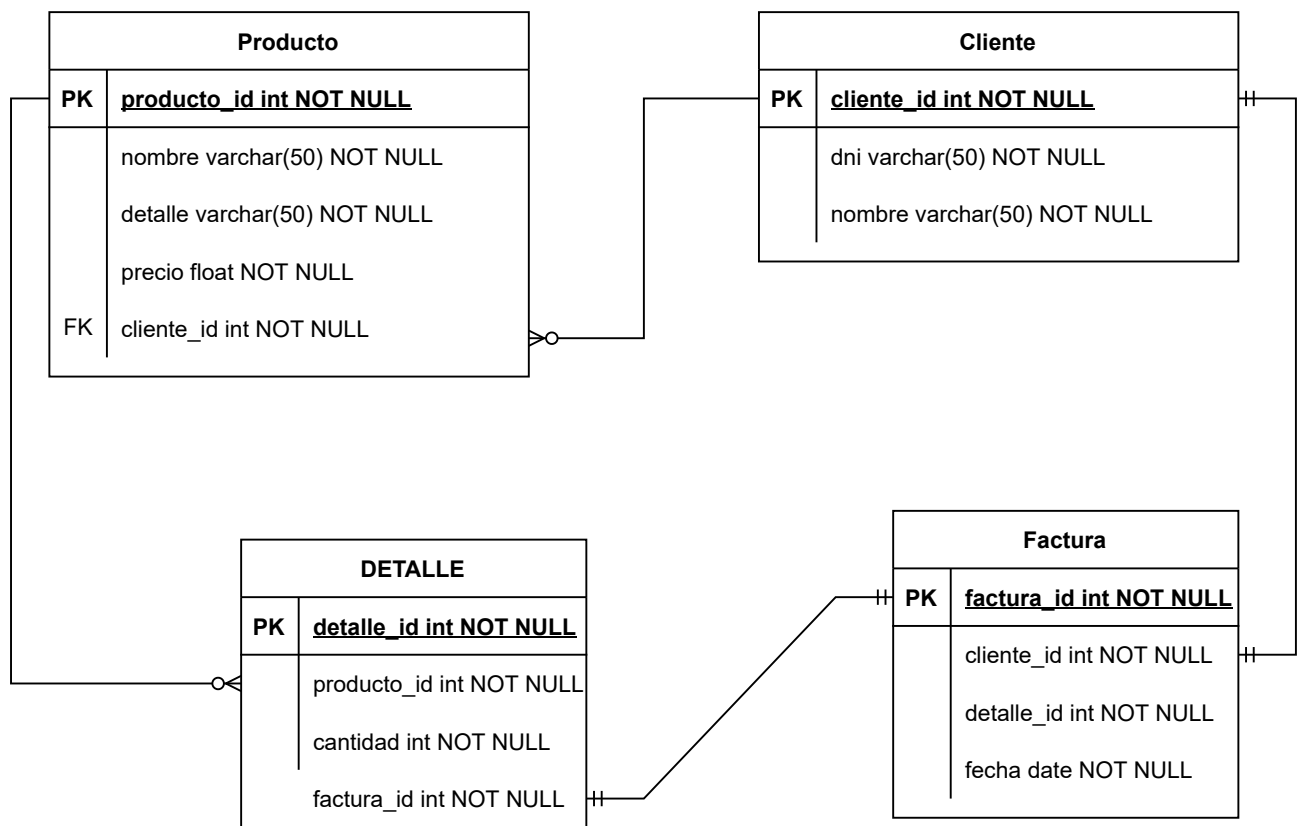 Producto
PK producto_id int NOT NULL
nombre varchar(50) NOT NULL
detalle varchar(50) NOT NULL
precio float NOT NULL
FK cliente_id int NOT NULL
Cliente
PK cliente_id int NOT NULL
dni varchar(50) NOT NULL
nombre varchar(50) NOT NULL
DETALLE
PK detalle_id int NOT NULL
producto_id int NOT NULL
cantidad int NOT NULL
factura_id int NOT NULL
Factura
PK factura_id int NOT NULL
cliente_id int NOT NULL
detalle_id int NOT NULL
fecha date NOT NULL